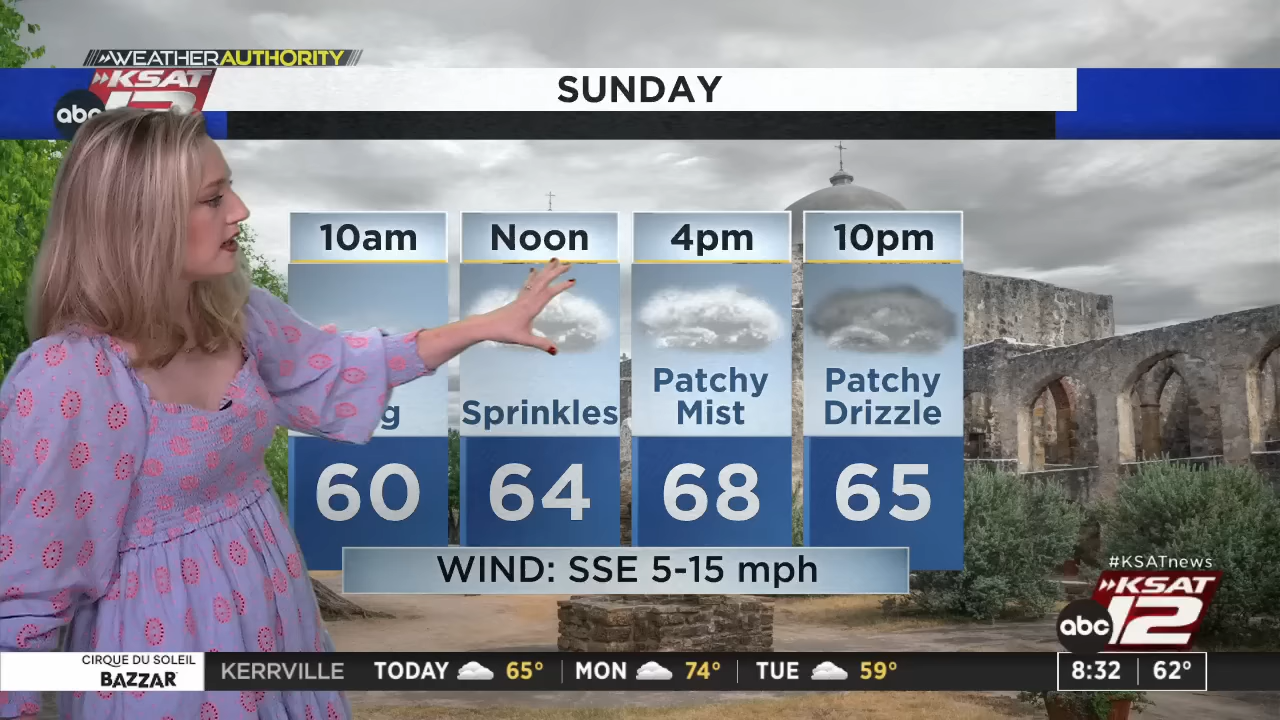 WEATHERAUTHORITY
KSAT
abc
SUNDAY
10am
Noon
4pm
10pm
g
Sprinkles
Patchy
Mist
Patchy
Drizzle
60
64
68
65
WIND: SSE 5-15 mph
#KSATnews
KSAT
abc 12
CIRQUE DU SOLEIL
BAZZAR
KERRVILLE TODAY 65° MON 74° TUE 59°
8:32 62°